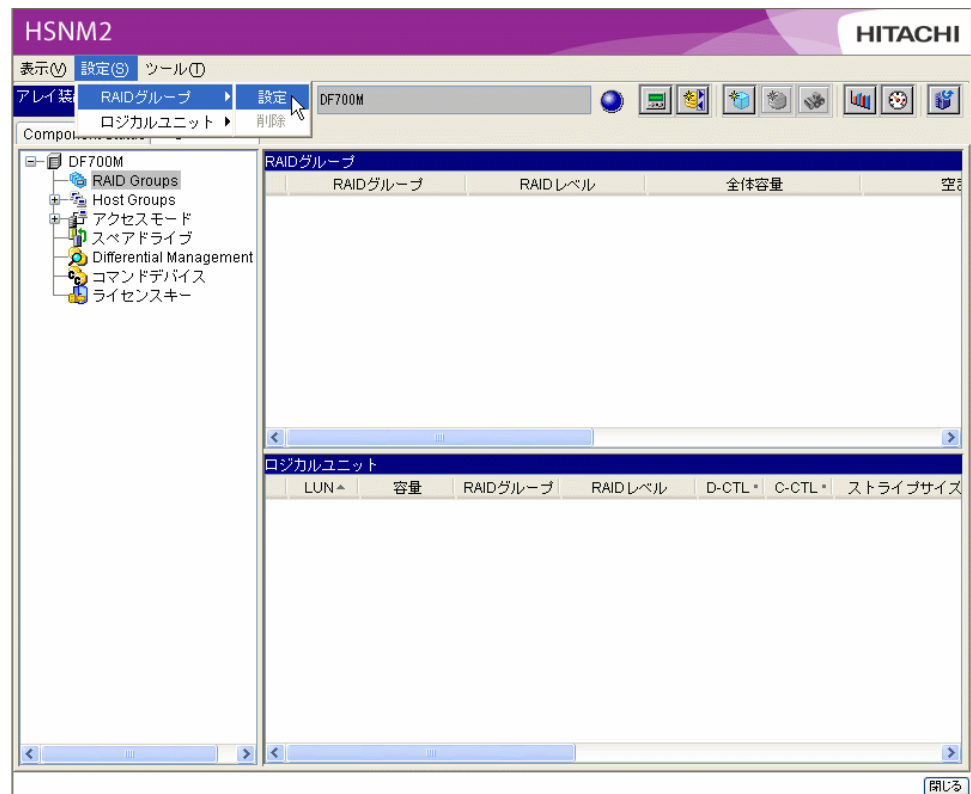 HSNM2
HITACHI
表示(V) 設定(S) ツール(T)
アレイ装 RAIDグループ 設定 DF700M
ロジカルユニット 削除
Compo
DF700M
RAID Groups
Host Groups
アクセスモード
スペアドライブ
Differential Management
コマンドデバイス
ライセンスキー
RAIDグループ
RAIDグループ RAIDレベル 全体容量 空き
ロジカルユニット
LUN 容量 RAIDグループ RAIDレベル D-CTL * C-CTL * ストライプサイズ
閉じる